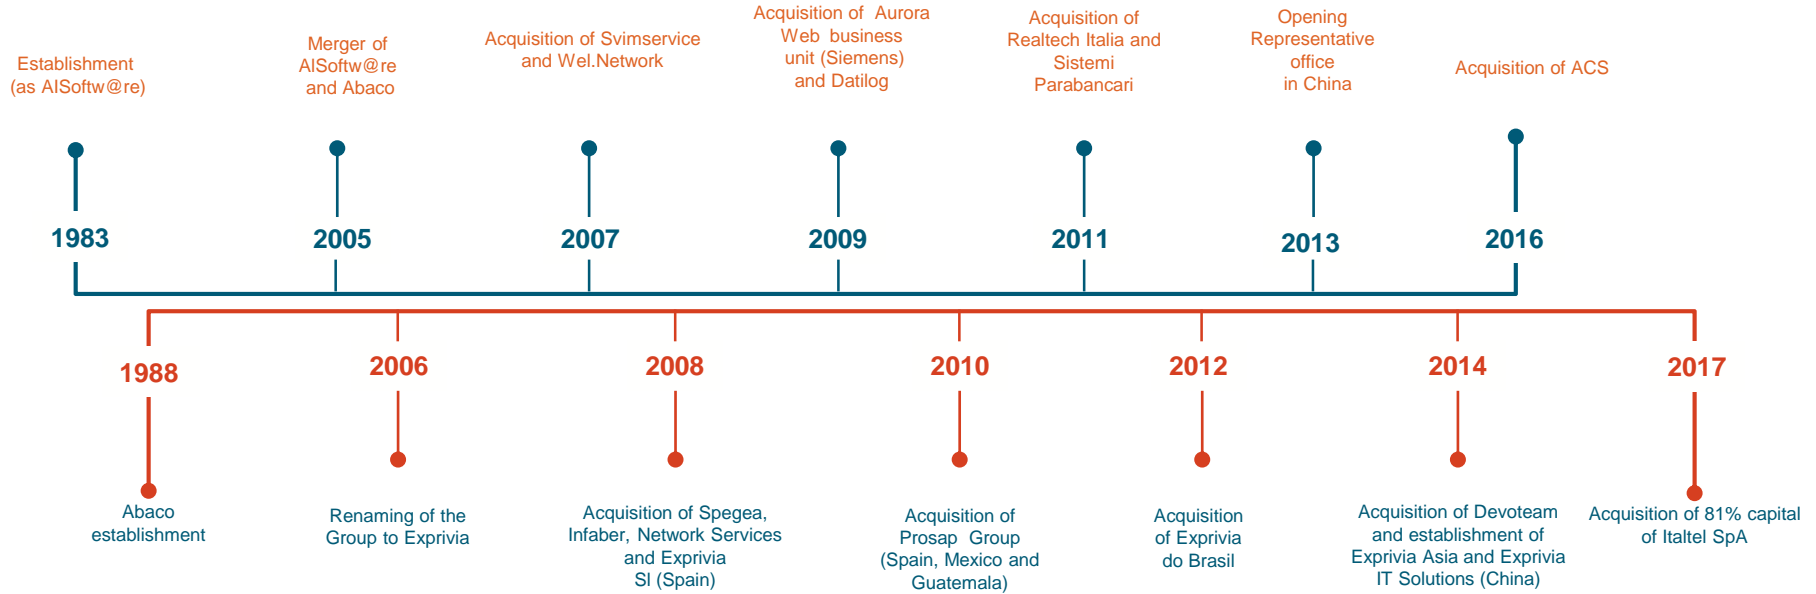 Establishment
(as AISoftw@re)
Merger of
AISoftw@re
and Abaco
Acquisition of Svimservice
and Wel.Network
Acquisition of Aurora
Web business
unit (Siemens)
and Datilog
Acquisition of
Realtech Italia and
Sistemi
Parabancari
Opening
Representative
office
in China
Acquisition of ACS
1983
2005
2007
2009
2011
2013
2016
1988
2006
2008
2010
2012
2014
2017
Abaco
establishment
Renaming of the
Group to Exprivia
Acquisition of Spegea,
Infaber, Network Services
and Exprivia
Sl (Spain)
Acquisition of
Prosap Group
(Spain, Mexico and
Guatemala)
Acquisition
of Exprivia
do Brasil
Acquisition of Devoteam
and establishment of
Exprivia Asia and Exprivia
IT Solutions (China)
Acquisition of 81% capital
of Italtel SpA